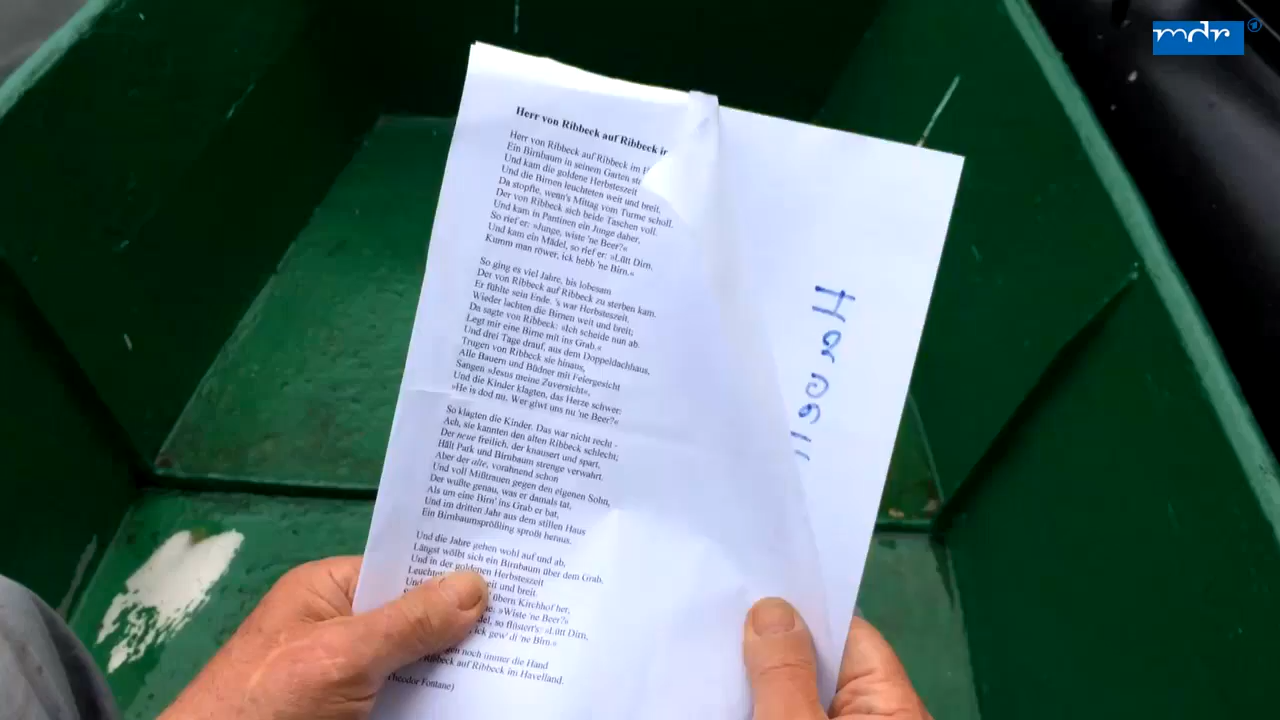 mdr
Herr von Ribbeck auf Ribbeck
Herr von Ribbeck auf Ribbeck im
Ein Birnbaum in seinem Garten
Und kam die goldene Herbsteszeit
Und die Birnen leuchteten weit und breit,
Da stopfte, wenn's Mittag vom Turme scholl,
Der von Ribbeck sich beide Taschen voll.
Und kam in Pantinen ein Junge daher,
So rief er: »Junge, wiste 'ne Beer?«
Und kam ein Mädel, so rief er: »Lütt Dirn,
Kumm man röwer, ick hebb 'ne Birn.«
So ging es viel Jahre, bis lobesam
Der von Ribbeck auf Ribbeck zu sterben kam.
Er fühlte sein Ende. 's war Herbsteszeit,
Wieder lachten die Birnen weit und breit;
Da sagte von Ribbeck: »Ich scheide nun ab.
Legt mir eine Birne mit ins Grab.«
Und drei Tage drauf, aus dem Doppeldachhaus,
Trugen von Ribbeck sie hinaus,
Alle Bauern und Büdner mit Feiergesicht
Sangen »Jesus meine Zuversicht«,
Und die Kinder klagten, das Herze schwer:
»He is dod nu. Wer giwt uns nu 'ne Beer?«
So klagten die Kinder. Das war nicht recht -
Ach, sie kannten den alten Ribbeck schlecht;
Der neue freilich, der knausert und spart,
Hält Park und Birnbaum strenge verwahrt.
Aber der alte, vorahnend schon
Und voll Mißtrauen gegen den eigenen Sohn,
Der wußte genau, was er damals tat,
Als um eine Birn' ins Grab er bat,
Und im dritten Jahr aus dem stillen Haus
Ein Birnbaumsprößling sproßt heraus.
Und die Jahre gehen wohl auf und ab,
Längst wölbt sich ein Birnbaum über dem Grab,
Und in der goldenen Herbsteszeit
weit und breit.
übern Kirchhof her,
»Wiste 'ne Beer?«
so flüstert's: »Lütt Dirn,
ick gew' di 'ne Birn.«
noch immer die Hand
Ribbeck auf Ribbeck im Havelland.
Theodor Fontane)